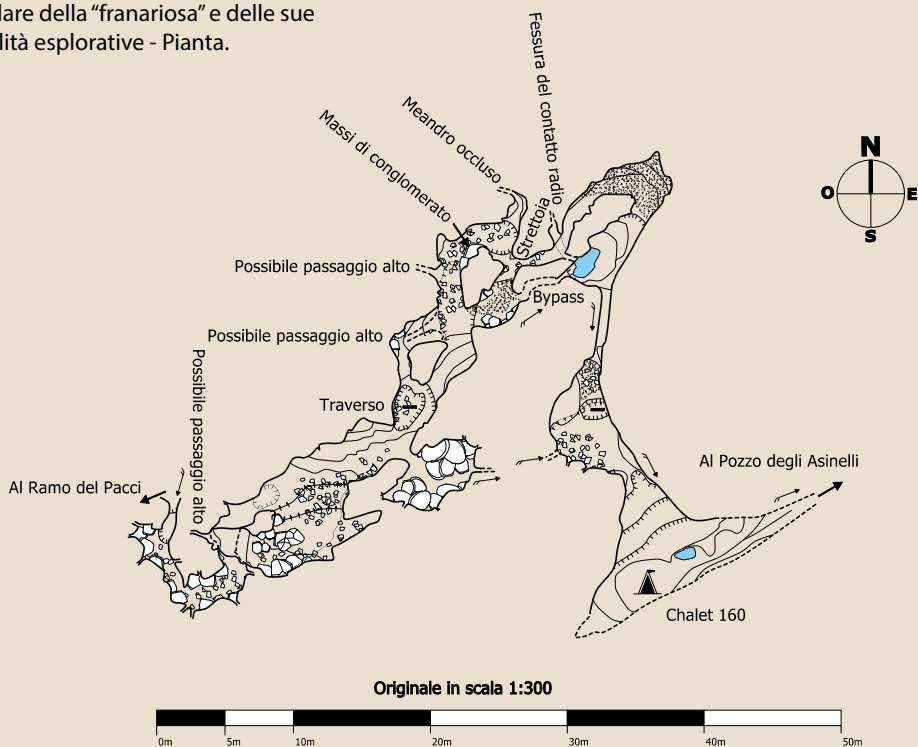 lare della “franariosa” e delle sue
lità esplorative - Pianta.
Fessura del contatto radio
Meandro occluso
Massi di conglomerato
Strettoia
N
O
E
S
Possibile passaggio alto
Bypass
Possibile passaggio alto
Possibile passaggio alto
Traverso
Al Pozzo degli Asinelli
Al Ramo del Pacci
Chalet 160
Originale in scala 1:300
0m 5m 10m 20m 30m 40m 50m